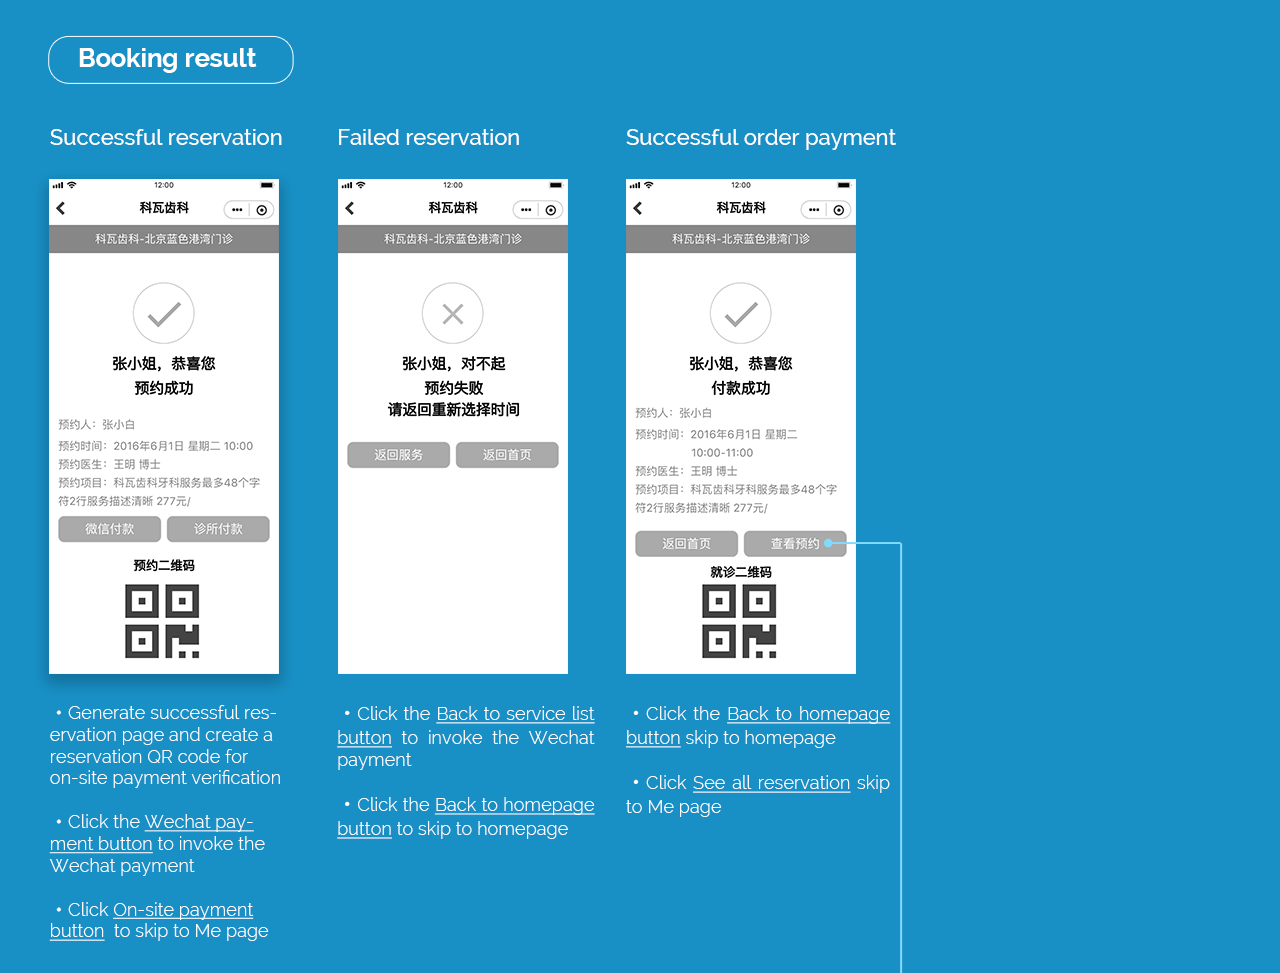 Booking result
Successful reservation
12:00
科瓦齿科
科瓦齿科-北京蓝色港湾门诊
张小姐，恭喜您
预约成功
预约人：张小白
预约时间：2016年6月1日 星期二 10:00
预约医生：王明 博士
预约项目：科瓦齿科牙科服务最多48个字
符2行服务描述清晰 277元/
微信付款 诊所付款
预约二维码
・Generate successful res-
ervation page and create a
reservation QR code for
on-site payment verification
・Click the Wechat pay-
ment button to invoke the
Wechat payment
・Click On-site payment
button to skip to Me page
Failed reservation
12:00
科瓦齿科
科瓦齿科-北京蓝色港湾门诊
张小姐，对不起
预约失败
请返回重新选择时间
返回服务 返回首页
・Click the Back to service list
button to invoke the Wechat
payment
・Click the Back to homepage
button to skip to homepage
Successful order payment
12:00
科瓦齿科
科瓦齿科-北京蓝色港湾门诊
张小姐，恭喜您
付款成功
预约人：张小白
预约时间：2016年6月1日 星期二
10:00-11:00
预约医生：王明 博士
预约项目：科瓦齿科牙科服务最多48个字
符2行服务描述清晰 277元/
返回首页 查看预约
就诊二维码
・Click the Back to homepage
button skip to homepage
・Click See all reservation skip
to Me page